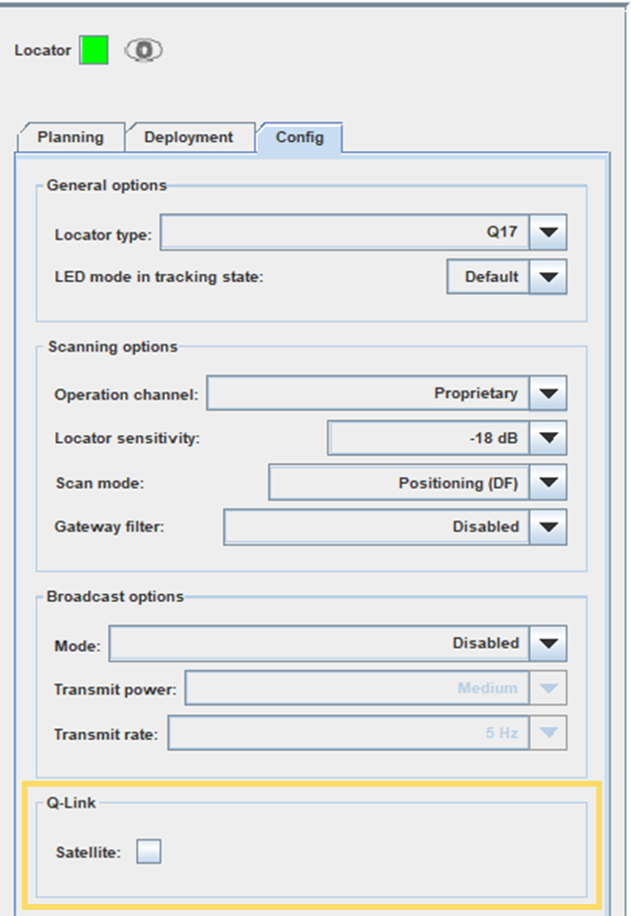 Locator
Planning Deployment Config
General options
Locator type: Q17
LED mode in tracking state: Default
Scanning options
Operation channel: Proprietary
Locator sensitivity: -18 dB
Scan mode: Positioning (DF)
Gateway filter: Disabled
Broadcast options
Mode: Disabled
Transmit power: Medium
Transmit rate: 5 Hz
Q-Link
Satellite: